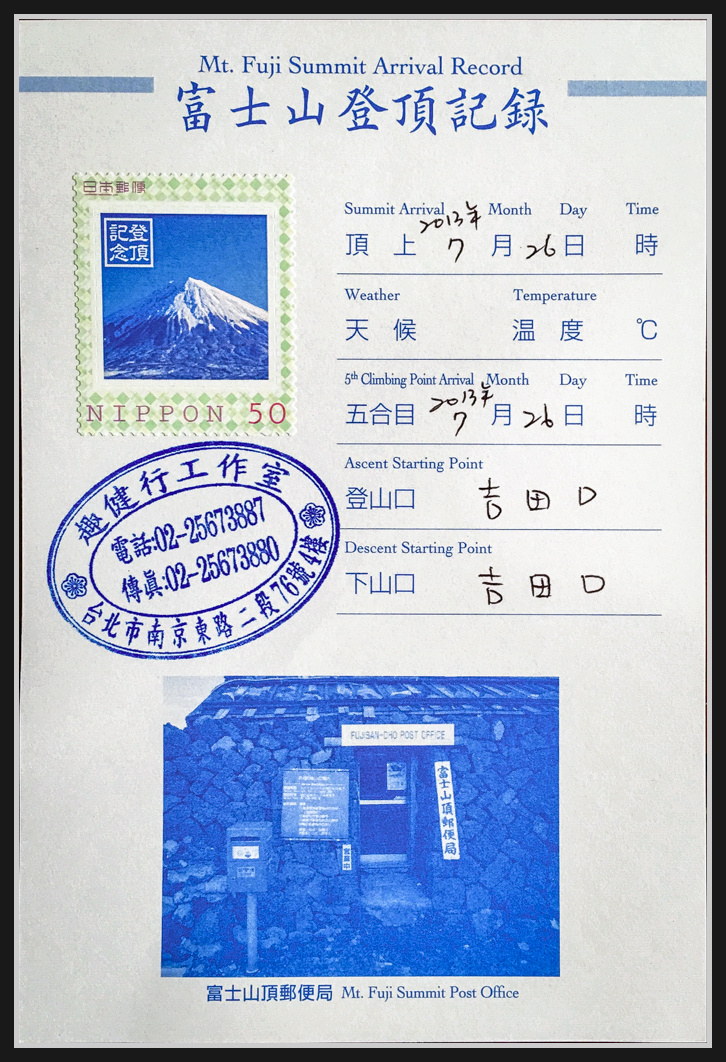 Mt. Fuji Summit Arrival Record
富士山登頂記録
日本郵便
登頂
記念
NIPPON 50
Summit Arrival 2013年 Month Day Time
頂上 7月26日 時
Weather Temperature
天候 温度 ℃
5th Climbing Point Arrival 2013年 Month Day Time
五合目 7月26日 時
Ascent Starting Point
登山口 吉田口
Descent Starting Point
下山口 吉田口
趣健行工作室
電話:02-25673887
傳真:02-25673880
台北市南京東路二段76號4樓
FUJISAN-CHO POST OFFICE
富士山頂郵便局
富士山頂郵便局 Mt. Fuji Summit Post Office